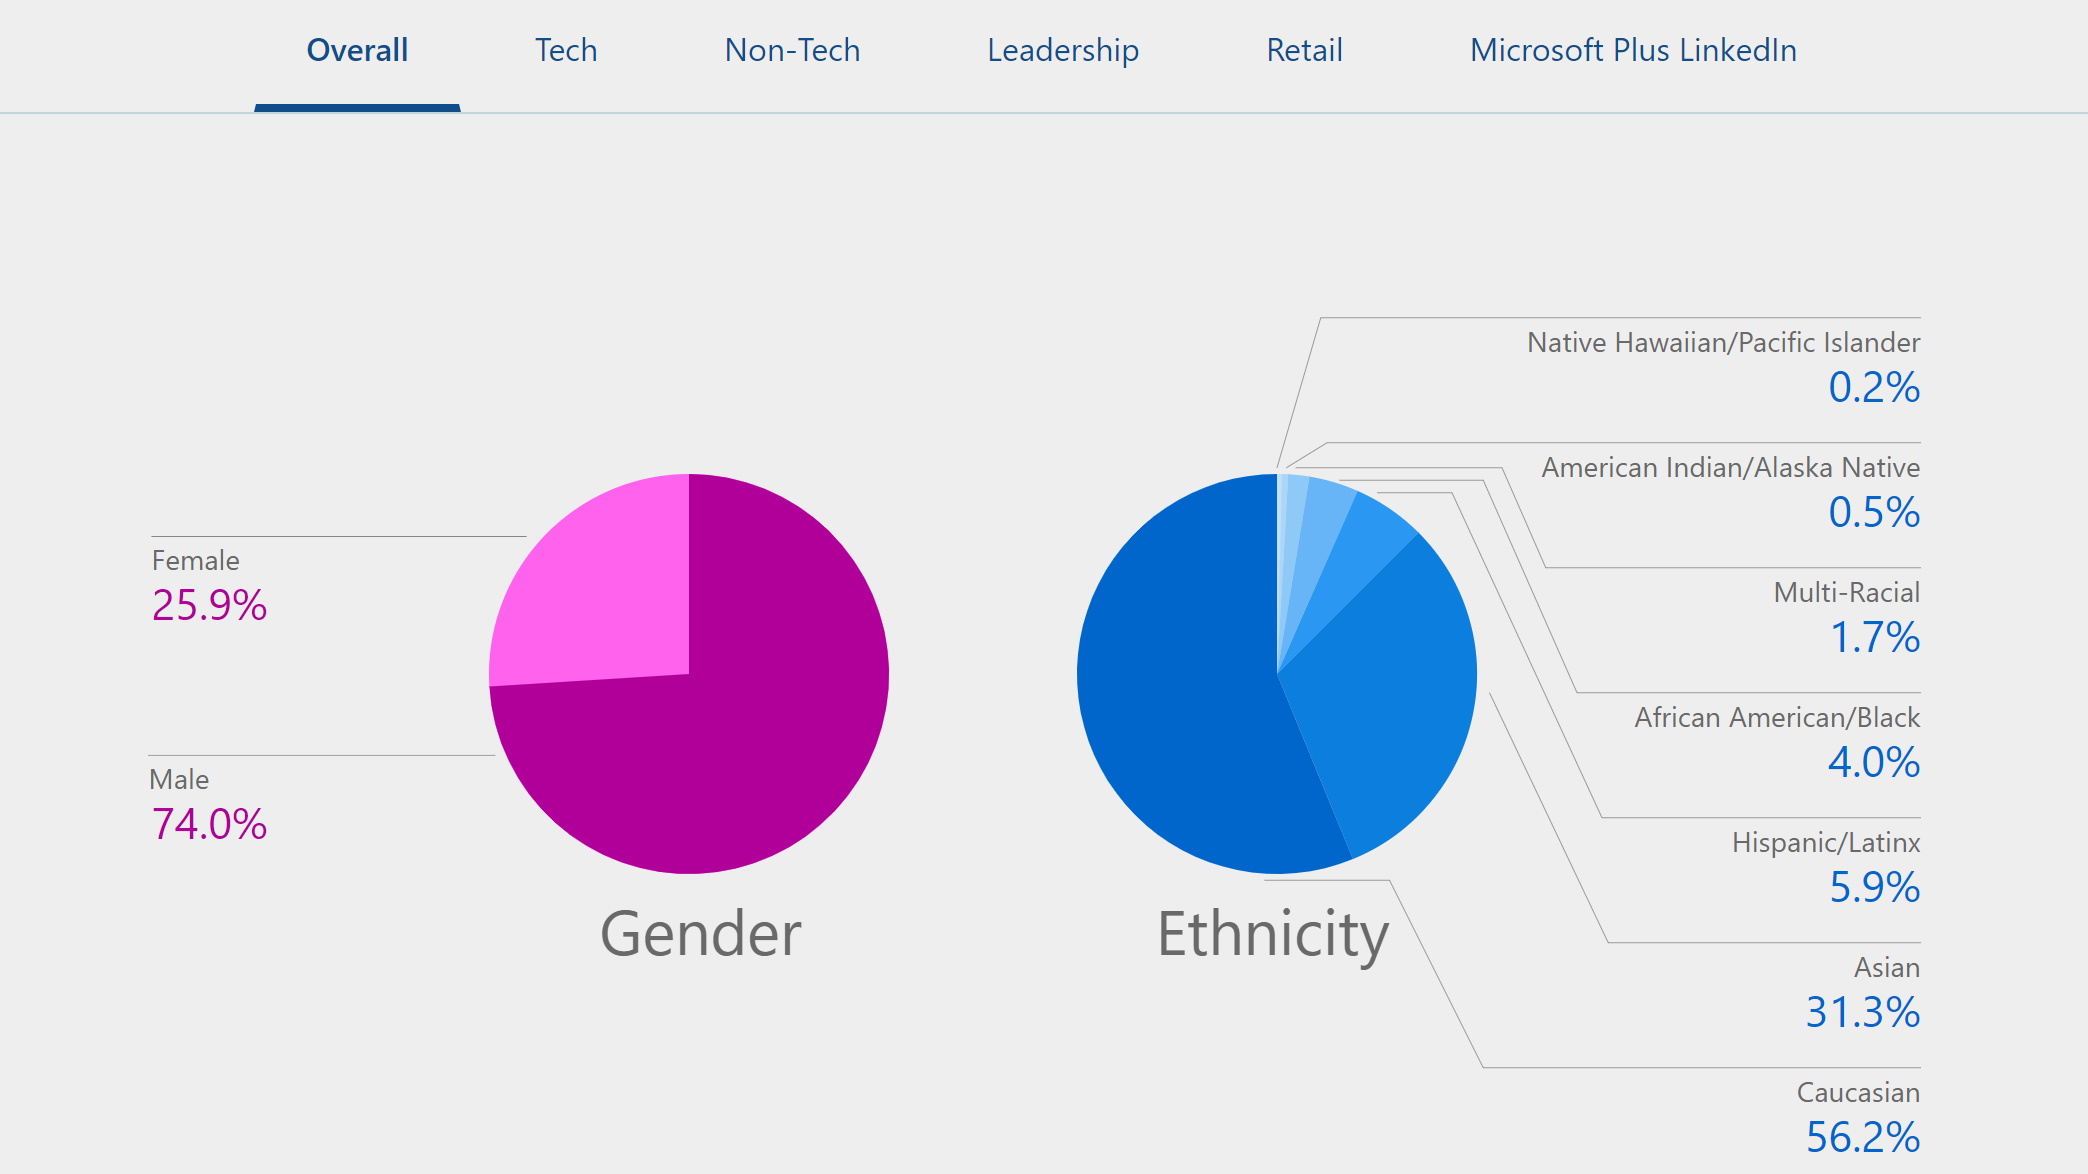 Overall
Tech
Non-Tech
Leadership
Retail
Microsoft Plus LinkedIn
Female
25.9%
Male
74.0%
Gender
Ethnicity
Native Hawaiian/Pacific Islander
0.2%
American Indian/Alaska Native
0.5%
Multi-Racial
1.7%
African American/Black
4.0%
Hispanic/Latinx
5.9%
Asian
31.3%
Caucasian
56.2%